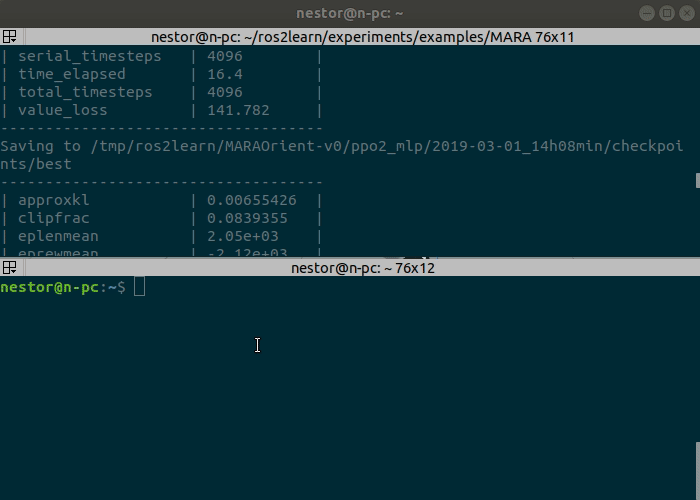 nestor@n-pc: ~
nestor@n-pc: ~/ros2learn/experiments/examples/MARA 76x11
| serial_timesteps   | 4096        |
| time_elapsed       | 16.4        |
| total_timesteps    | 4096        |
| value_loss         | 141.782     |
------------------------------------
Saving to /tmp/ros2learn/MARAOrient-v0/ppo2_mlp/2019-03-01_14h08min/checkpoi
nts/best
------------------------------------
| approxkl           | 0.00655426  |
| clipfrac           | 0.0839355   |
| eplenmean          | 2.05e+03    |
| eprewmean          | -2.12e+03   |
nestor@n-pc: ~ 76x12
nestor@n-pc:~$